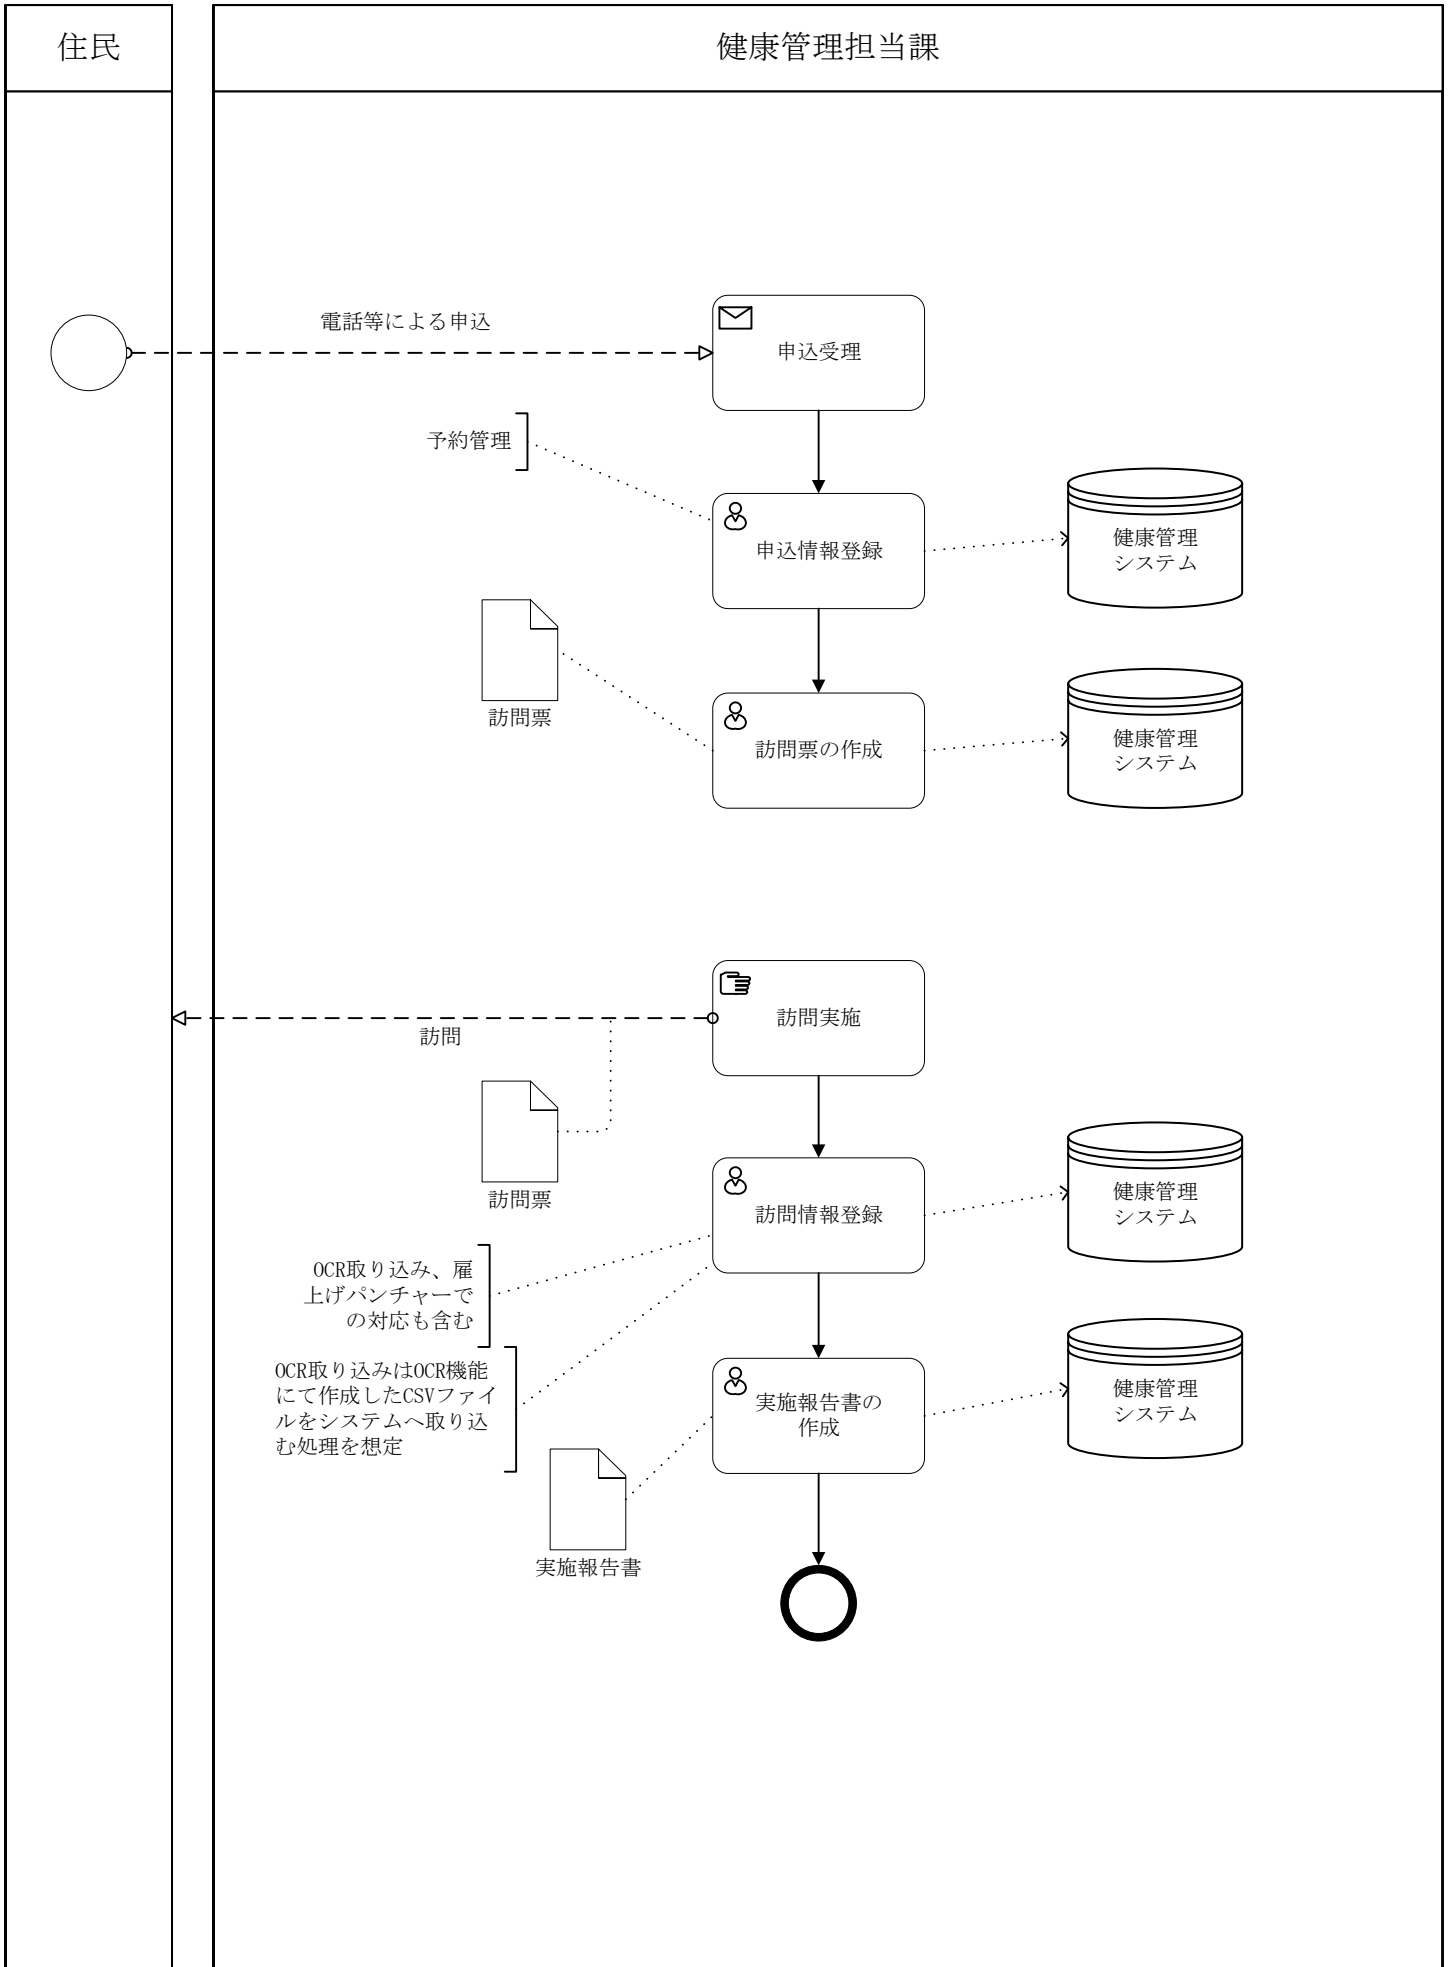 住民
健康管理担当課
電話等による申込
申込受理
予約管理
申込情報登録
健康管理
システム
訪問票
訪問票の作成
健康管理
システム
訪問実施
訪問
訪問票
訪問情報登録
健康管理
システム
OCR取り込み、雇
上げパンチャーで
の対応も含む
OCR取り込みはOCR機能
にて作成したCSVファイ
ルをシステムへ取り込
む処理を想定
実施報告書の
作成
健康管理
システム
実施報告書